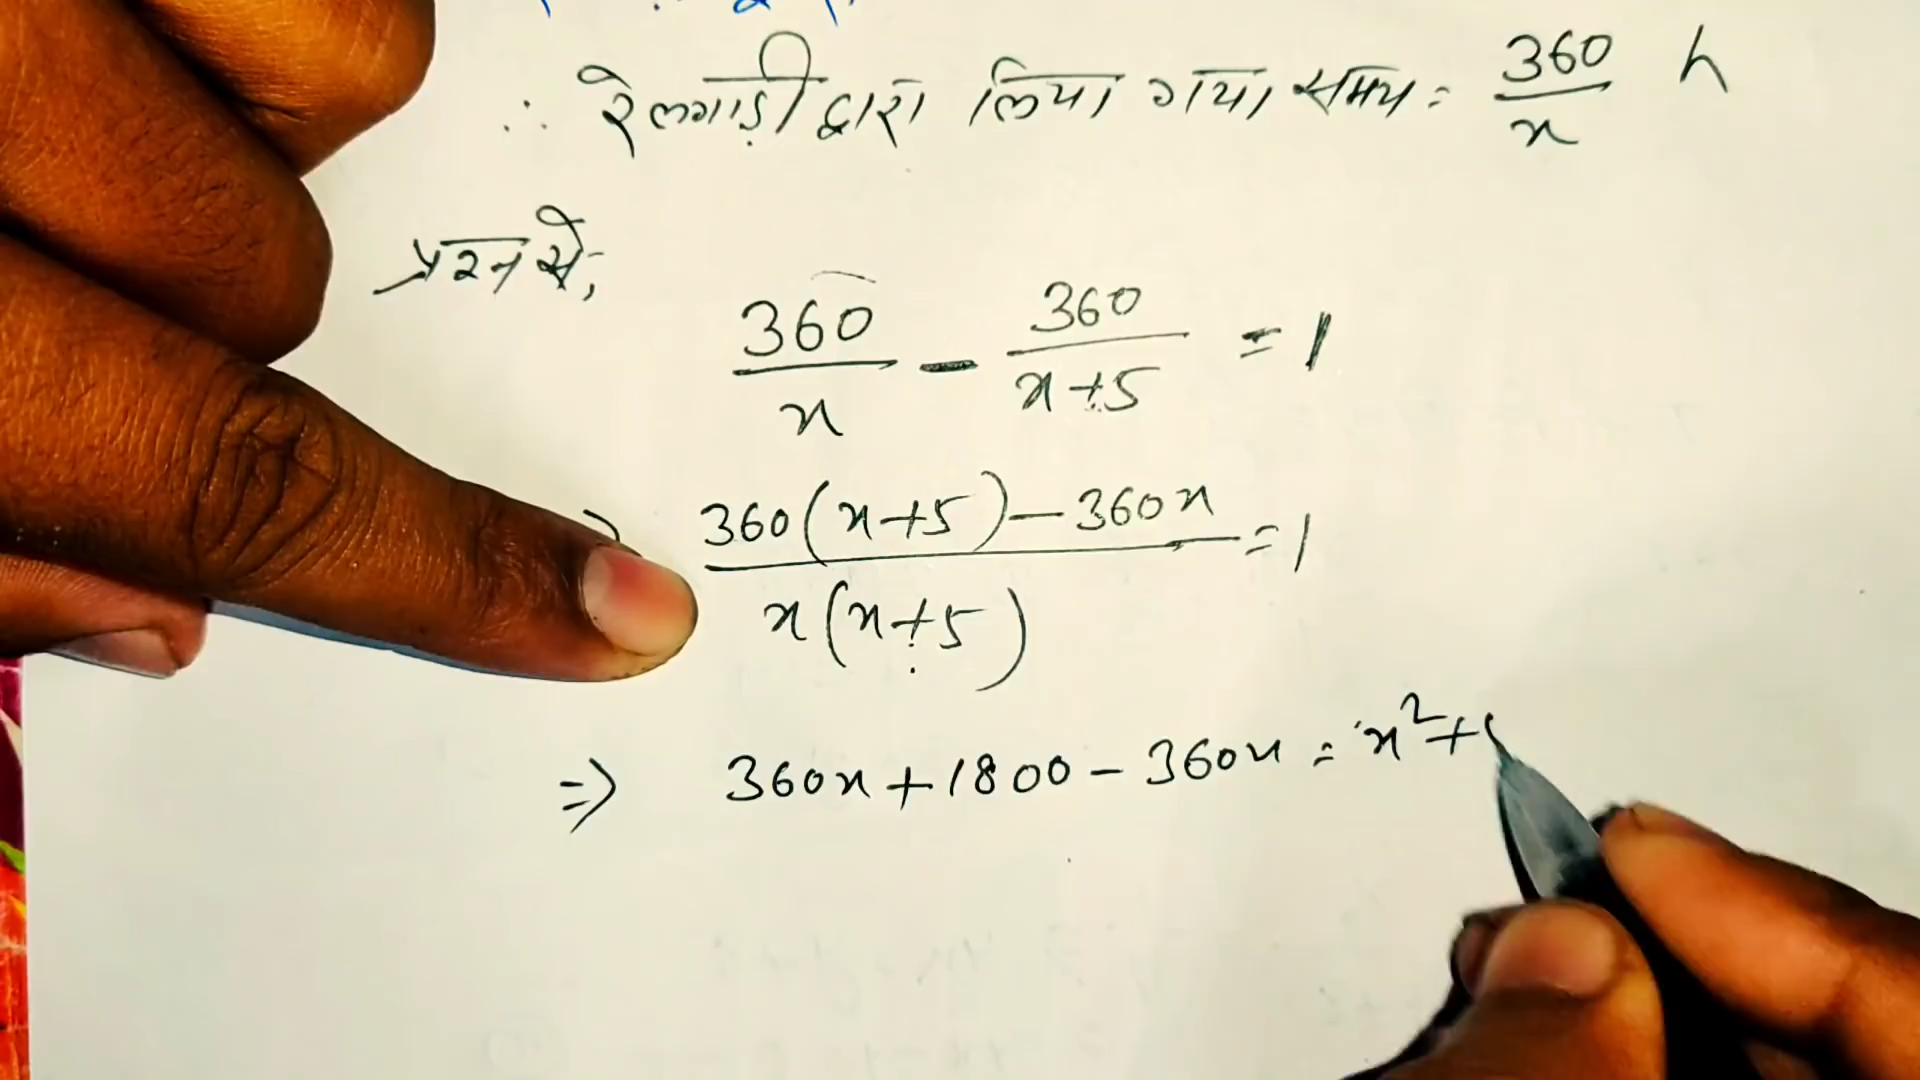 ∴ रेलगाड़ी द्वारा लिया गया समय = 360/x h
प्रश्न से,
360/x - 360/(x+5) = 1
⇒ (360(x+5) - 360x)/(x(x+5)) = 1
⇒ 360x + 1800 - 360x = x² +